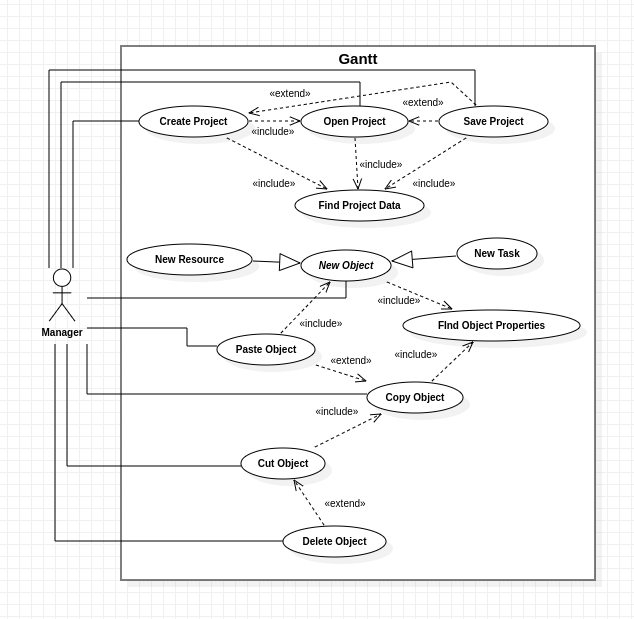 Gantt
«extend»
«extend»
Create Project
Open Project
Save Project
«include»
«include»
«include»
«include»
Find Project Data
New Resource
New Object
New Task
«include»
Manager
«include»
FInd Object Properties
Paste Object
«extend»
«include»
Copy Object
«include»
Cut Object
«extend»
Delete Object